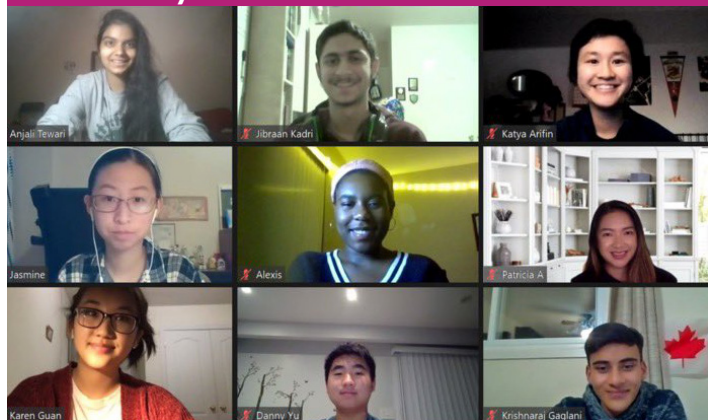 Anjali Tewari
Jibraan Kadri
Katya Arifin
Jasmine
Alexis
Patricia A
Karen Guan
Danny Yu
Krishnaraj Gaglani